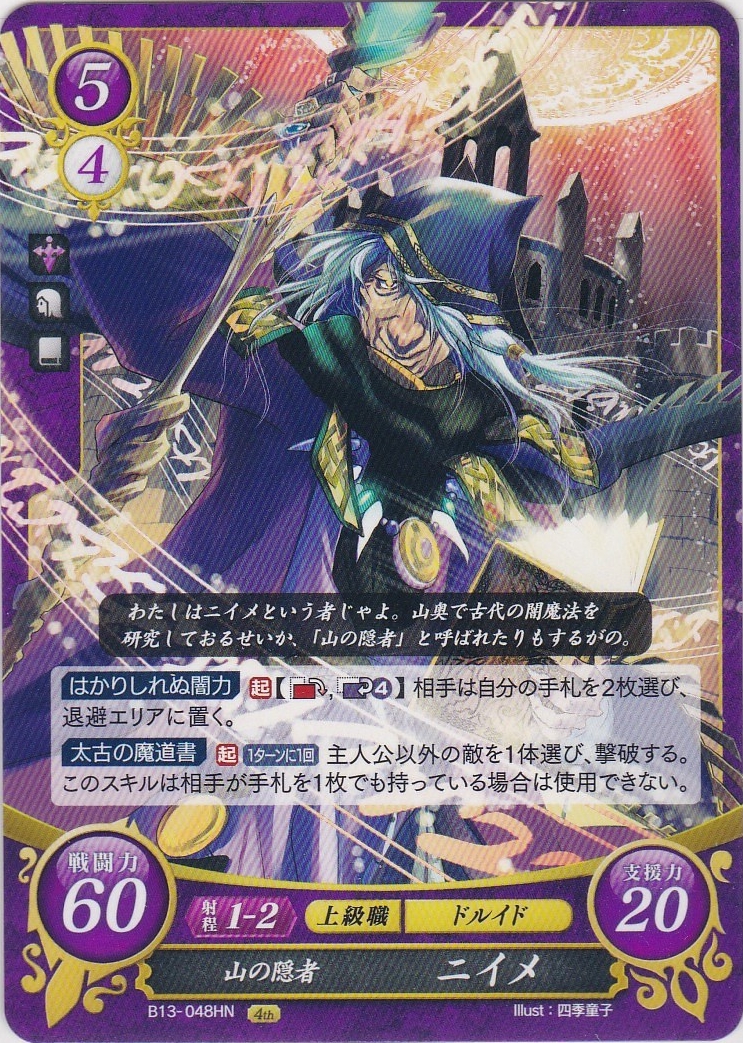 5
4
わたしはニイメという者じゃよ。山奥で古代の闇魔法を
研究しておるせいか、「山の隠者」と呼ばれたりもするがの。
はかりしれぬ闇力 起【 , 4】相手は自分の手札を2枚選び、
退避エリアに置く。
太古の魔道書 起 1ターンに1回 主人公以外の敵を1体選び、撃破する。
このスキルは相手が手札を1枚でも持っている場合は使用できない。
戦闘力
60
射程 1-2 上級職 ドルイド
支援力
20
山の隠者 ニイメ
B13-048HN 4th Illust：四季童子